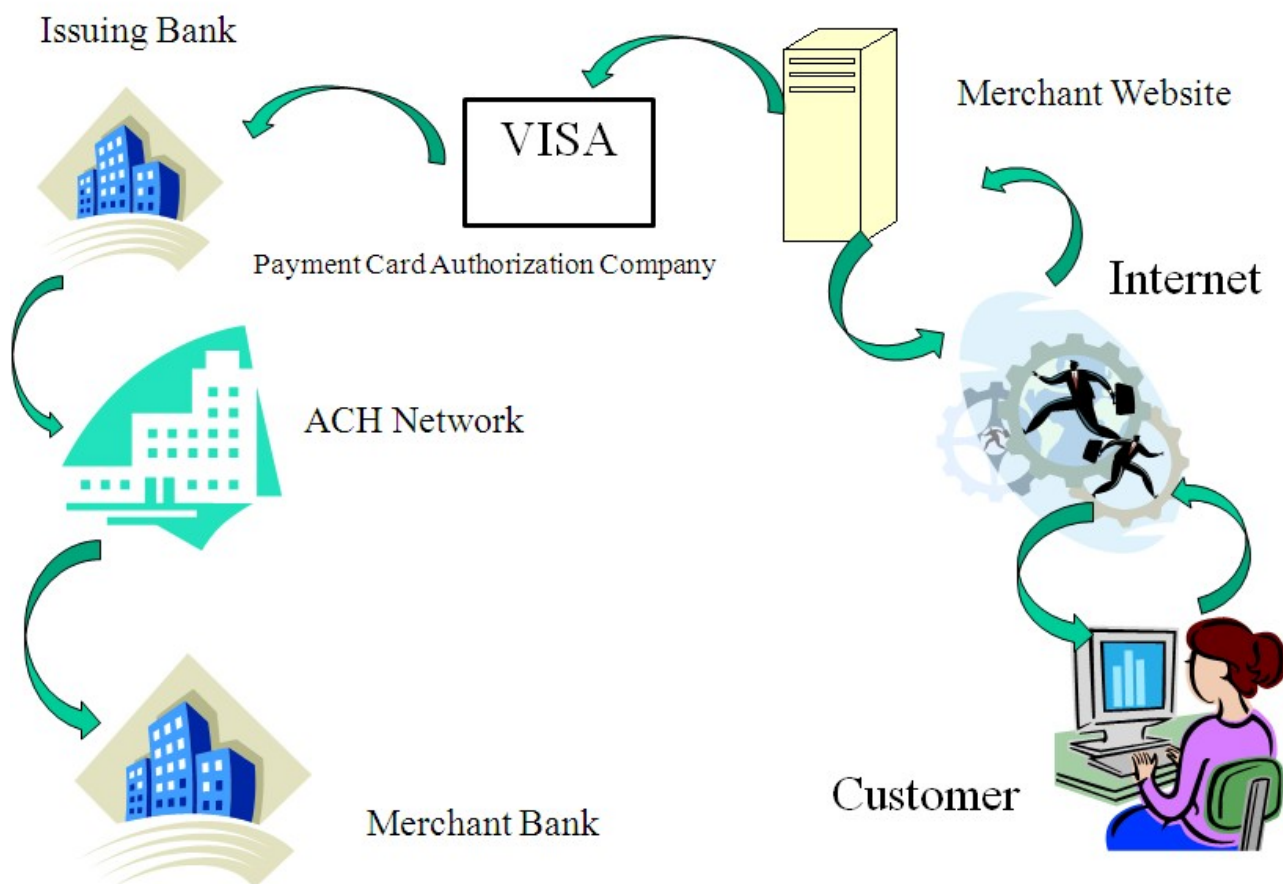 Issuing Bank
Merchant Website
VISA
Payment Card Authorization Company
Internet
ACH Network
Customer
Merchant Bank